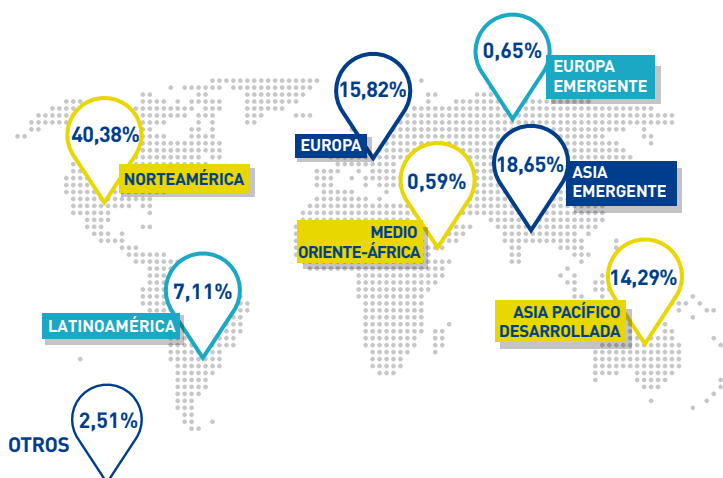 0,65%
EUROPA
EMERGENTE
15,82%
EUROPA
40,38%
NORTEAMÉRICA
18,65%
ASIA
EMERGENTE
0,59%
MEDIO
ORIENTE-ÁFRICA
7,11%
LATINOAMÉRICA
14,29%
ASIA PACÍFICO
DESARROLLADA
2,51%
OTROS